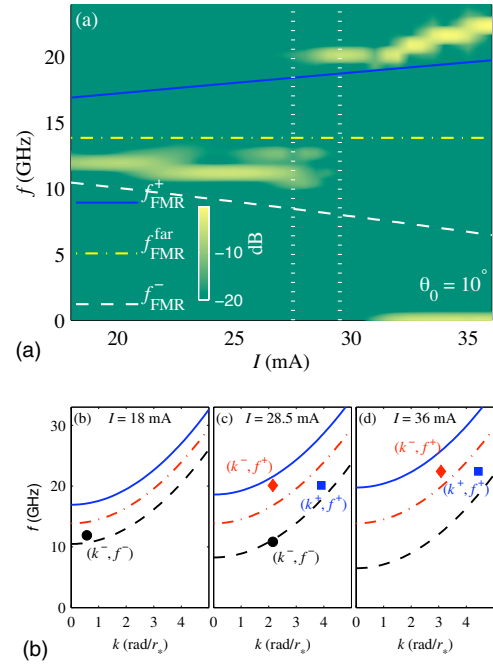 (a)
20
15
10
5
0
f (GHz)
f⁺FMR
f^far FMR
f⁻FMR
−10
−20
dB
θ₀ = 10°
20
25
30
35
(a)
I (mA)
(b) I = 18 mA
(c) I = 28.5 mA
(d) I = 36 mA
30
20
10
0
f (GHz)
(k⁻, f⁻)
(k⁻, f⁺)
(k⁺, f⁺)
(k⁻, f⁻)
(k⁻, f⁺)
(k⁺, f⁺)
0 1 2 3 4
0 1 2 3 4
0 1 2 3 4
k (rad/r*)
k (rad/r*)
k (rad/r*)
(b)